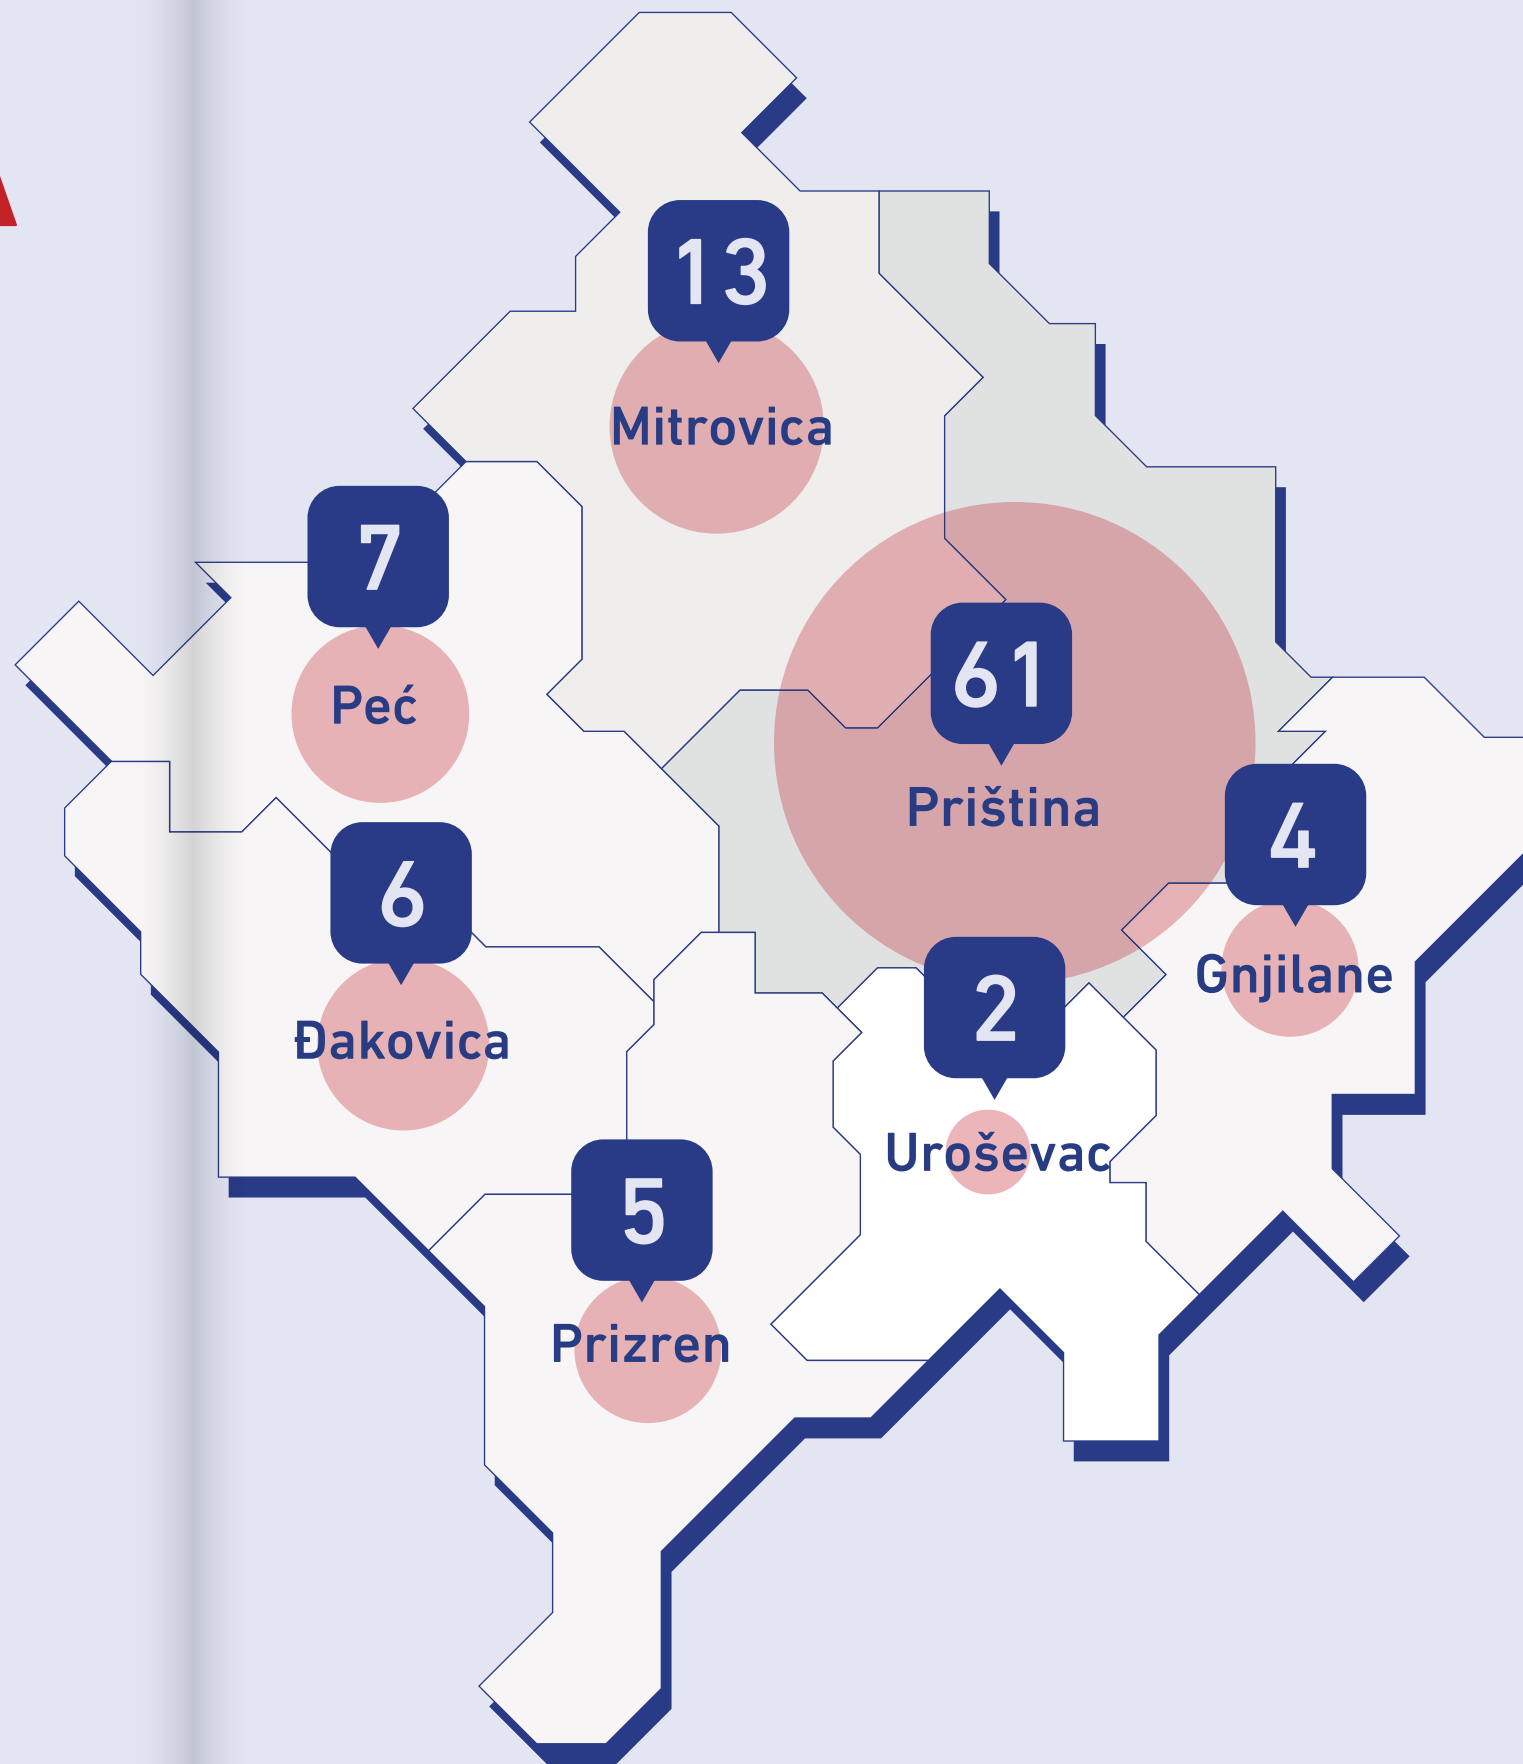 13
Mitrovica
7
Peć
61
Priština
4
Gnjilane
6
Đakovica
2
Uroševac
5
Prizren